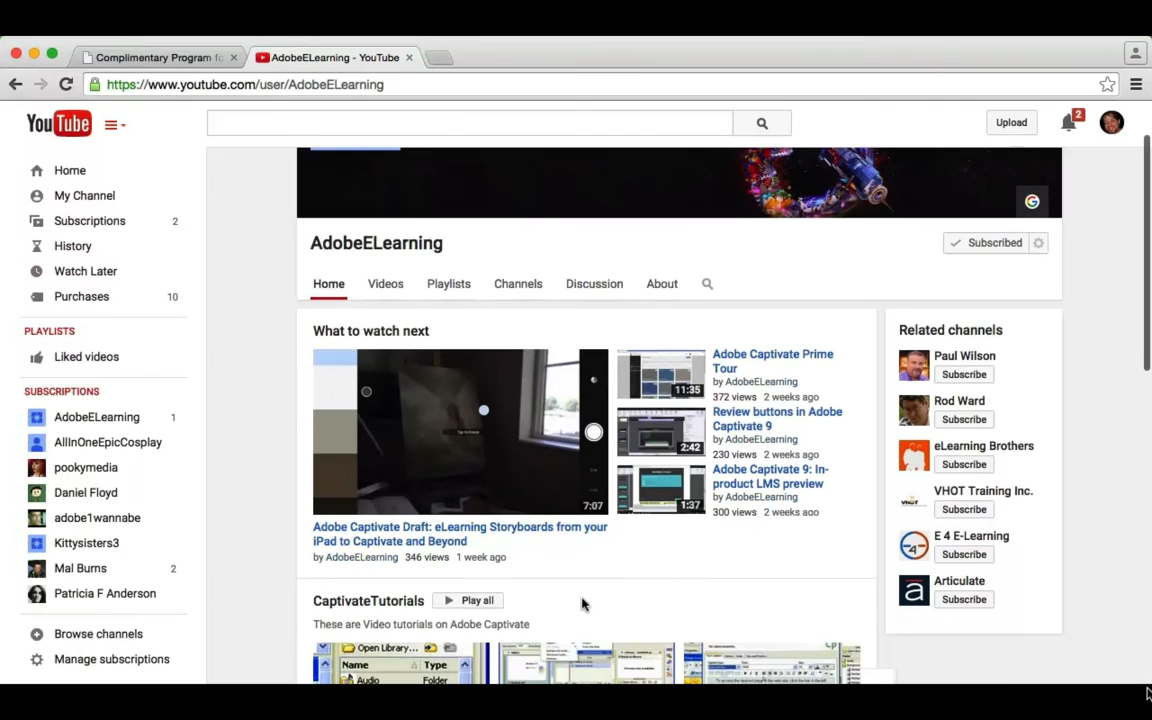 Complimentary Program fo
AdobeELearning - YouTube
https://www.youtube.com/user/AdobeELearning
YouTube
Upload
2
Home
My Channel
Subscriptions 2
History
Watch Later
Purchases 10
PLAYLISTS
Liked videos
SUBSCRIPTIONS
AdobeELearning 1
AllInOneEpicCosplay
pookymedia
Daniel Floyd
adobe1wannabe
Kittysisters3
Mal Burns 2
Patricia F Anderson
Browse channels
Manage subscriptions
AdobeELearning
Subscribed
Home Videos Playlists Channels Discussion About
What to watch next
7:07
Adobe Captivate Draft: eLearning Storyboards from your
iPad to Captivate and Beyond
by AdobeELearning 346 views 1 week ago
11:35
Adobe Captivate Prime
Tour
by AdobeELearning
372 views 2 weeks ago
2:42
Review buttons in Adobe
Captivate 9
by AdobeELearning
230 views 2 weeks ago
1:37
Adobe Captivate 9: In-
product LMS preview
by AdobeELearning
300 views 2 weeks ago
CaptivateTutorials Play all
These are Video tutorials on Adobe Captivate
Open Library...
Name Type
Audio Folder
Related channels
Paul Wilson
Subscribe
Rod Ward
Subscribe
eLearning Brothers
Subscribe
VHOT
VHOT Training Inc.
Subscribe
E 4 E-Learning
Subscribe
Articulate
Subscribe